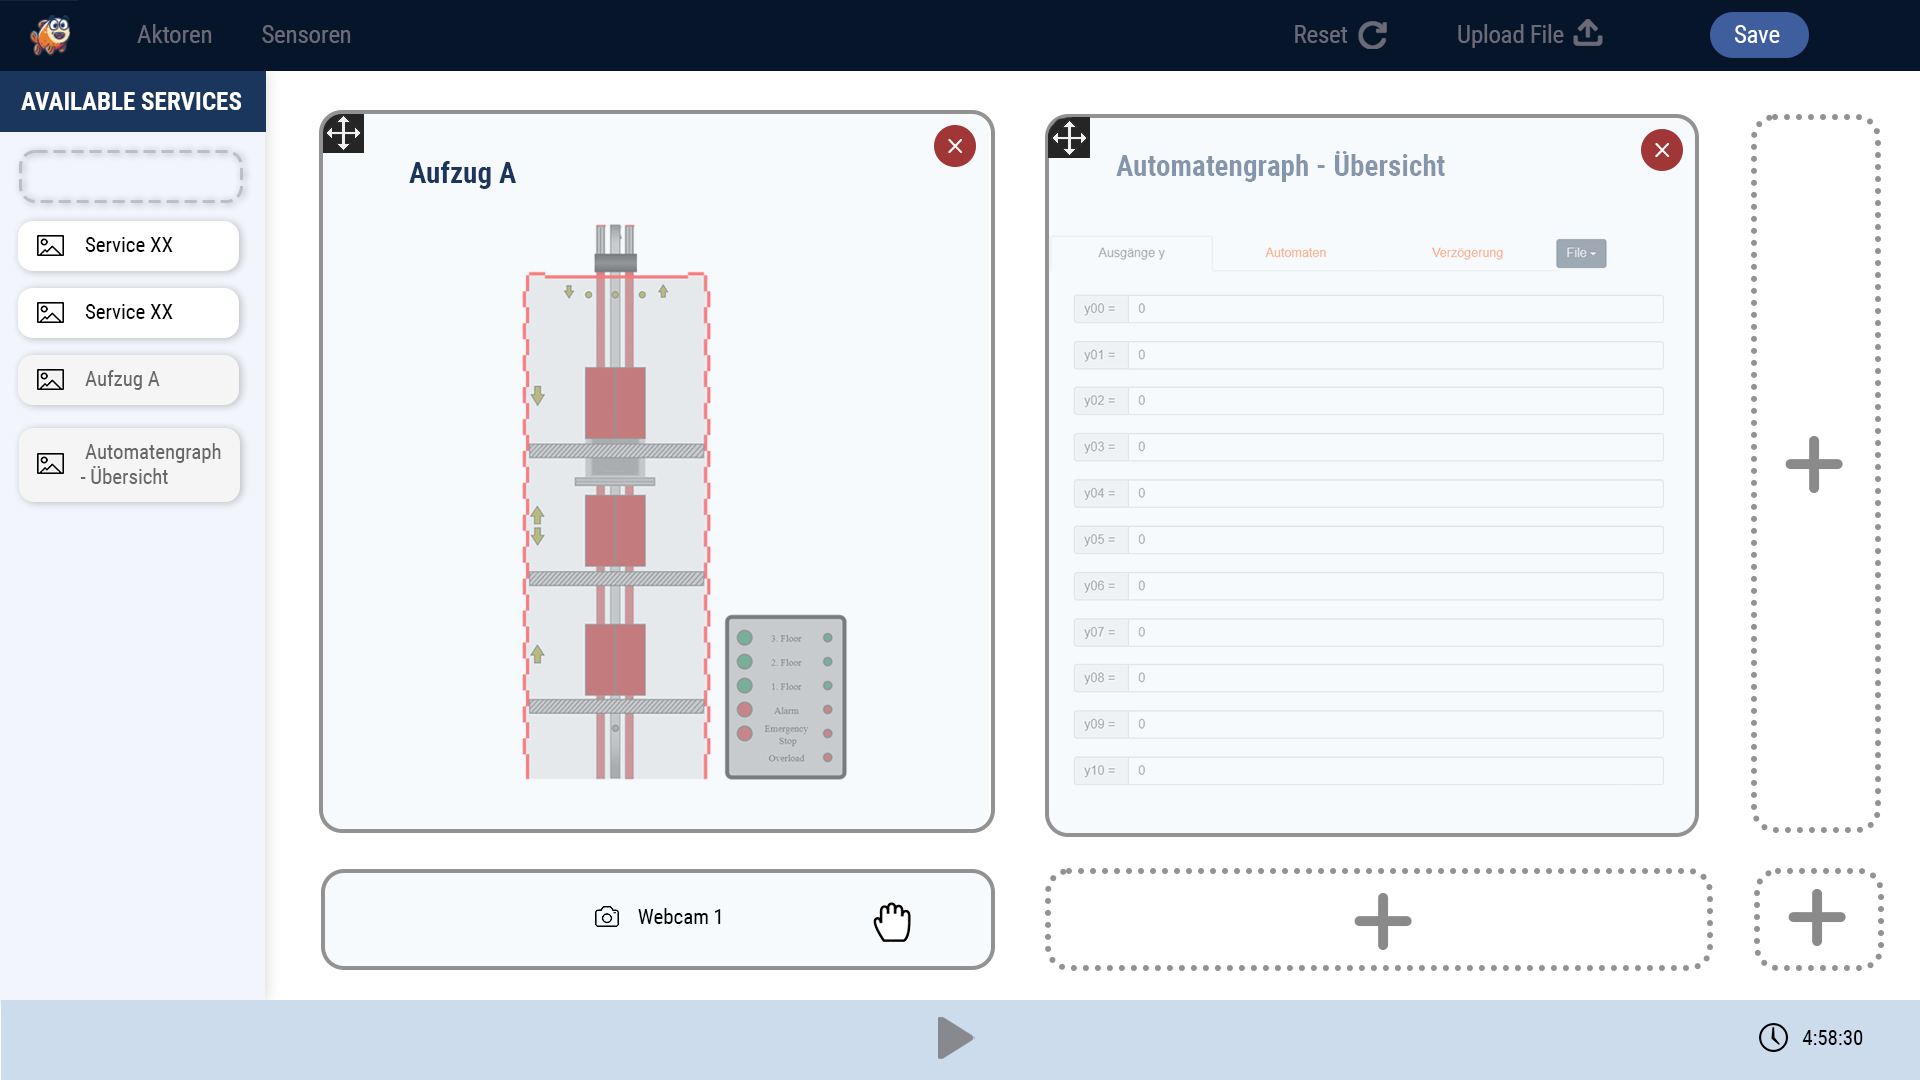 Aktoren
Sensoren
Reset
Upload File
Save
AVAILABLE SERVICES
Service XX
Service XX
Aufzug A
Automatengraph
- Übersicht
Aufzug A
3. Floor
2. Floor
1. Floor
Alarm
Emergency
Stop
Overload
Automatengraph - Übersicht
Ausgänge y
Automaten
Verzögerung
File
y00 = 0
y01 = 0
y02 = 0
y03 = 0
y04 = 0
y05 = 0
y06 = 0
y07 = 0
y08 = 0
y09 = 0
y10 = 0
Webcam 1
4:58:30